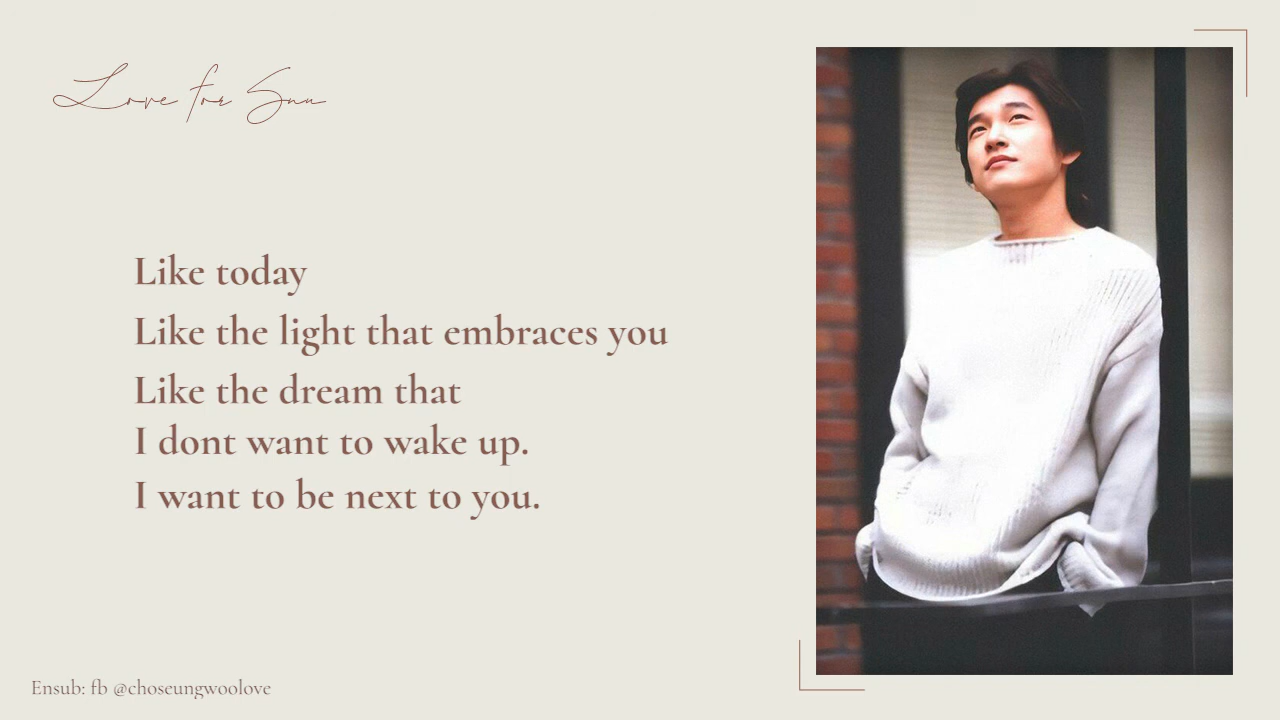 Love for Sun
Like today
Like the light that embraces you
Like the dream that
I dont want to wake up.
I want to be next to you.
Ensub: fb @choseungwoolove